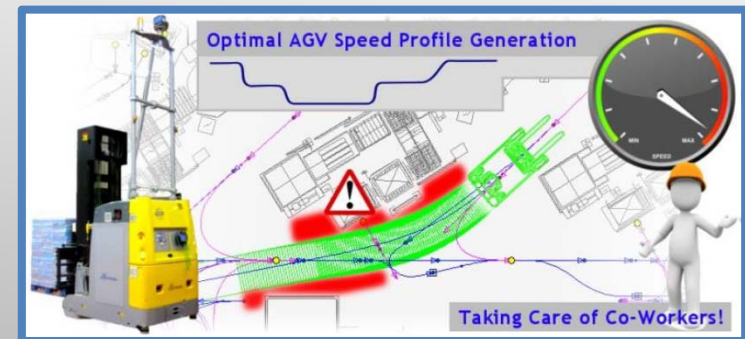 Optimal AGV Speed Profile Generation
MIN
MAX
SPEED
!
Taking Care of Co-Workers!